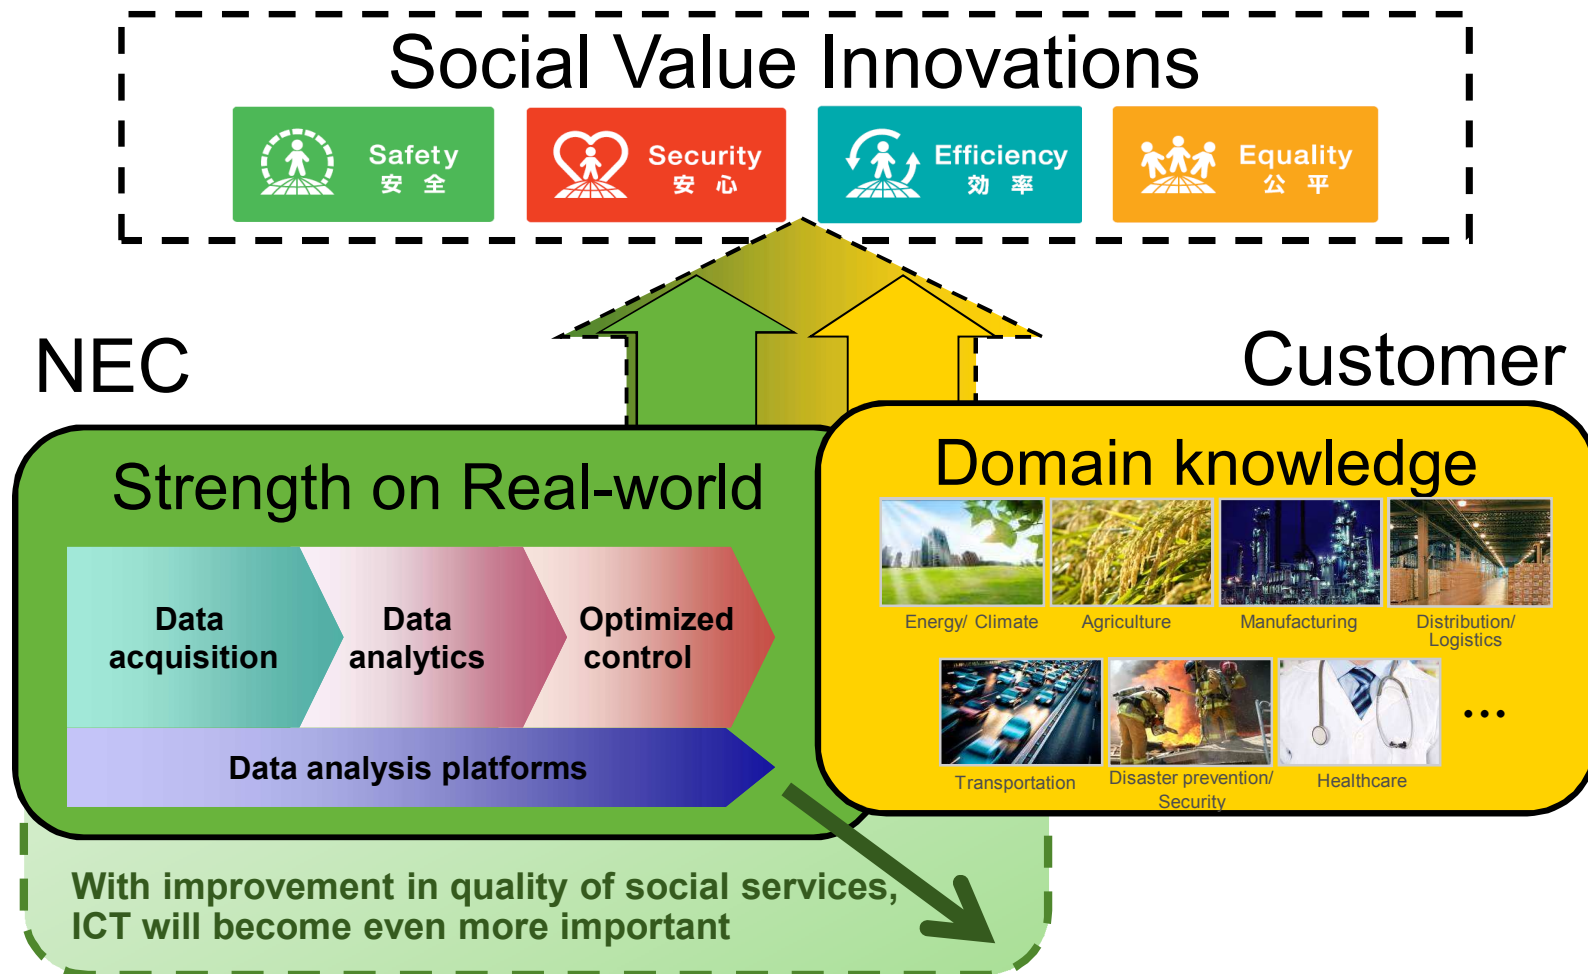 Social Value Innovations
Safety
安全
Security
安心
Efficiency
効率
Equality
公平
NEC
Customer
Strength on Real-world
Data
acquisition
Data
analytics
Optimized
control
Data analysis platforms
Domain knowledge
Energy/ Climate
Agriculture
Manufacturing
Distribution/
Logistics
Transportation
Disaster prevention/
Security
Healthcare
...
With improvement in quality of social services,
ICT will become even more important